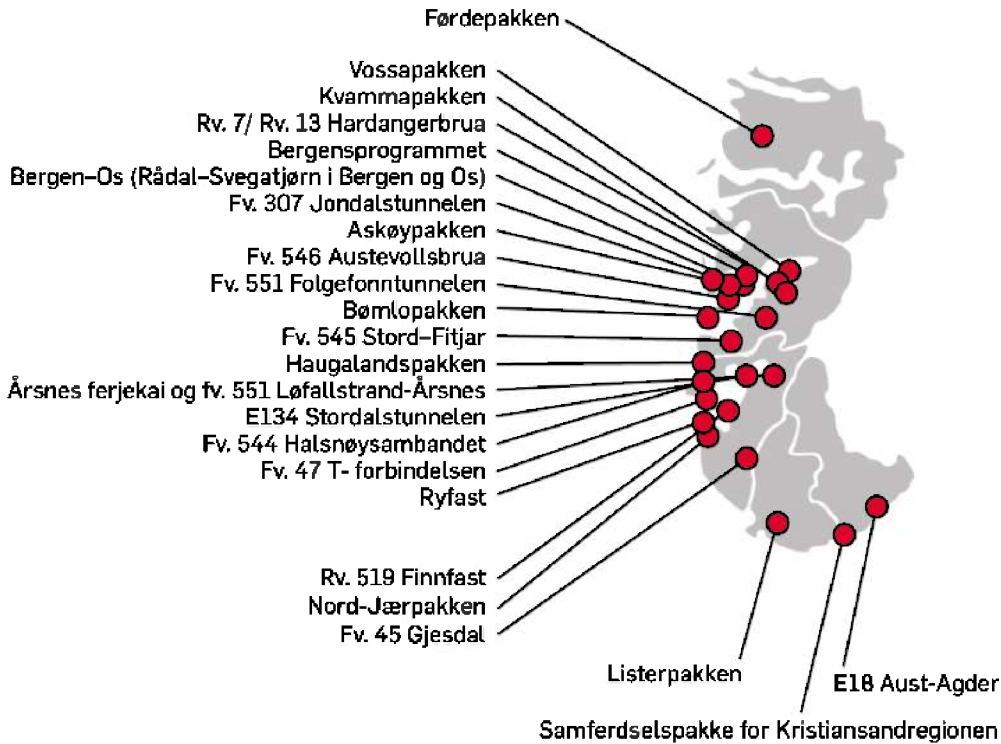 Førdepakken
Vossapakken
Kvammapakken
Rv. 7/ Rv. 13 Hardangerbrua
Bergensprogrammet
Bergen–Os (Rådal–Svegatjørn i Bergen og Os)
Fv. 307 Jondalstunnelen
Askøypakken
Fv. 546 Austevollsbrua
Fv. 551 Folgefonntunnelen
Bømlopakken
Fv. 545 Stord–Fitjar
Haugalandspakken
Årsnes ferjekai og fv. 551 Løfallstrand-Årsnes
E134 Stordalstunnelen
Fv. 544 Halsnøysambandet
Fv. 47 T- forbindelsen
Ryfast
Rv. 519 Finnfast
Nord-Jærpakken
Fv. 45 Gjesdal
Listerpakken
E18 Aust-Agder
Samferdselspakke for Kristiansandregionen